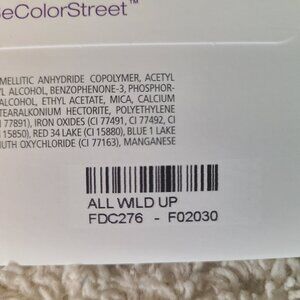 eColorStreet™
MELLITIC ANHYDRIDE COPOLYMER, ACETYL
ALCOHOL, BENZOPHENONE-3, PHOSPHOR-
ALCOHOL, ETHYL ACETATE, MICA, CALCIUM
STEARALKONIUM HECTORITE, POLYETHYLENE
77891), IRON OXIDES (CI 77491, CI 77492, CI
15850), RED 34 LAKE (CI 15880), BLUE 1 LAKE
UTH OXYCHLORIDE (CI 77163), MANGANESE
ALL WILD UP
FDC276 - F02030